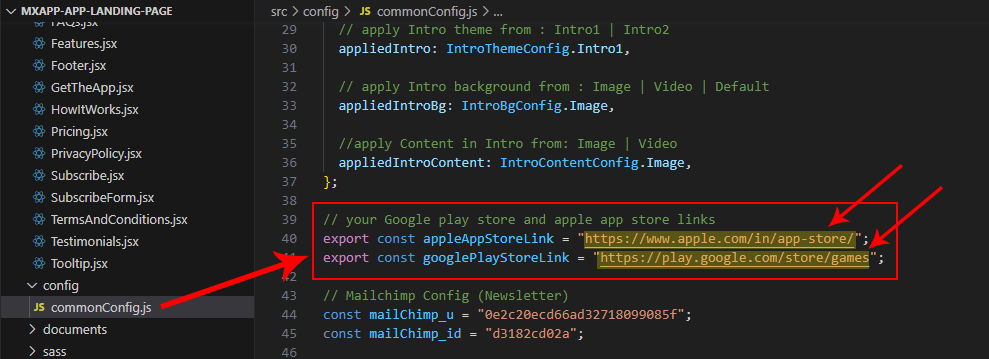 MXAPP-APP-LANDING-PAGE
FAQs.jsx
Features.jsx
Footer.jsx
GetTheApp.jsx
HowItWorks.jsx
Pricing.jsx
PrivacyPolicy.jsx
Subscribe.jsx
SubscribeForm.jsx
TermsAndConditions.jsx
Testimonials.jsx
Tooltip.jsx
config
JS commonConfig.js
documents
sass
src > config > JS commonConfig.js > ...
29 // apply Intro theme from : Intro1 | Intro2
30 appliedIntro: IntroThemeConfig.Intro1,
31
32 // apply Intro background from : Image | Video | Default
33 appliedIntroBg: IntroBgConfig.Image,
34
35 //apply Content in Intro from: Image | Video
36 appliedIntroContent: IntroContentConfig.Image,
37 };
38
39 // your Google play store and apple app store links
40 export const appleAppStoreLink = "https://www.apple.com/in/app-store/";
41 export const googlePlayStoreLink = "https://play.google.com/store/games";
42
43 // Mailchimp Config (Newsletter)
44 const mailChimp_u = "0e2c20ecd66ad32718099085f";
45 const mailChimp_id = "d3182cd02a";
46